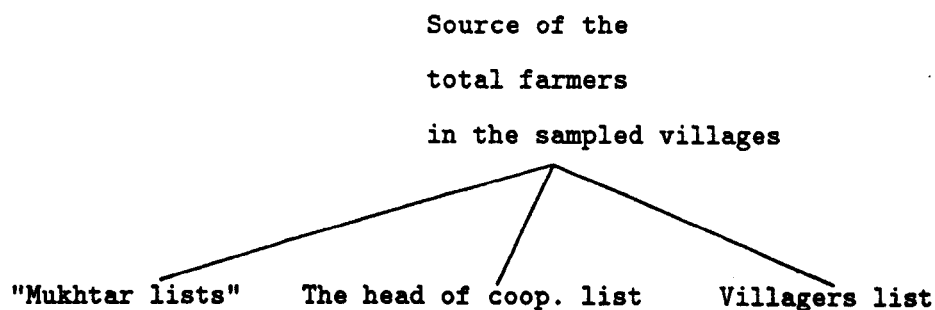 Source of the
total farmers
in the sampled villages
"Mukhtar lists" The head of coop. list Villagers list